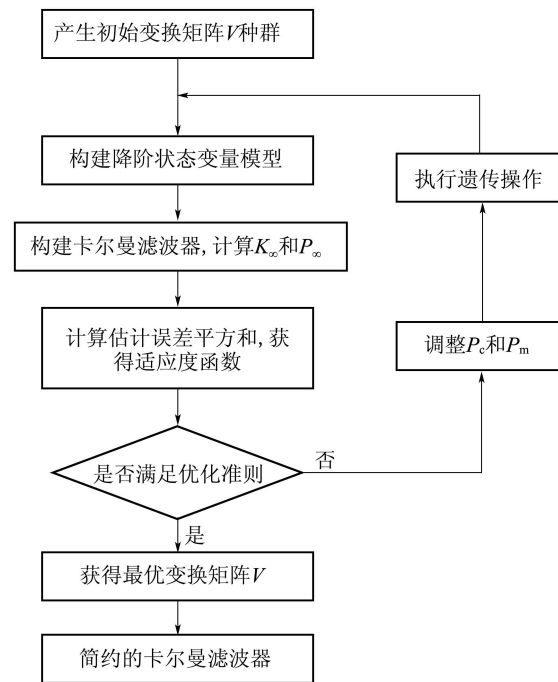 产生初始变换矩阵V种群
构建降阶状态变量模型
执行遗传操作
构建卡尔曼滤波器,计算K∞和P∞
计算估计误差平方和,获
得适应度函数
调整Pc和Pm
是否满足优化准则
否
是
获得最优变换矩阵V
简约的卡尔曼滤波器